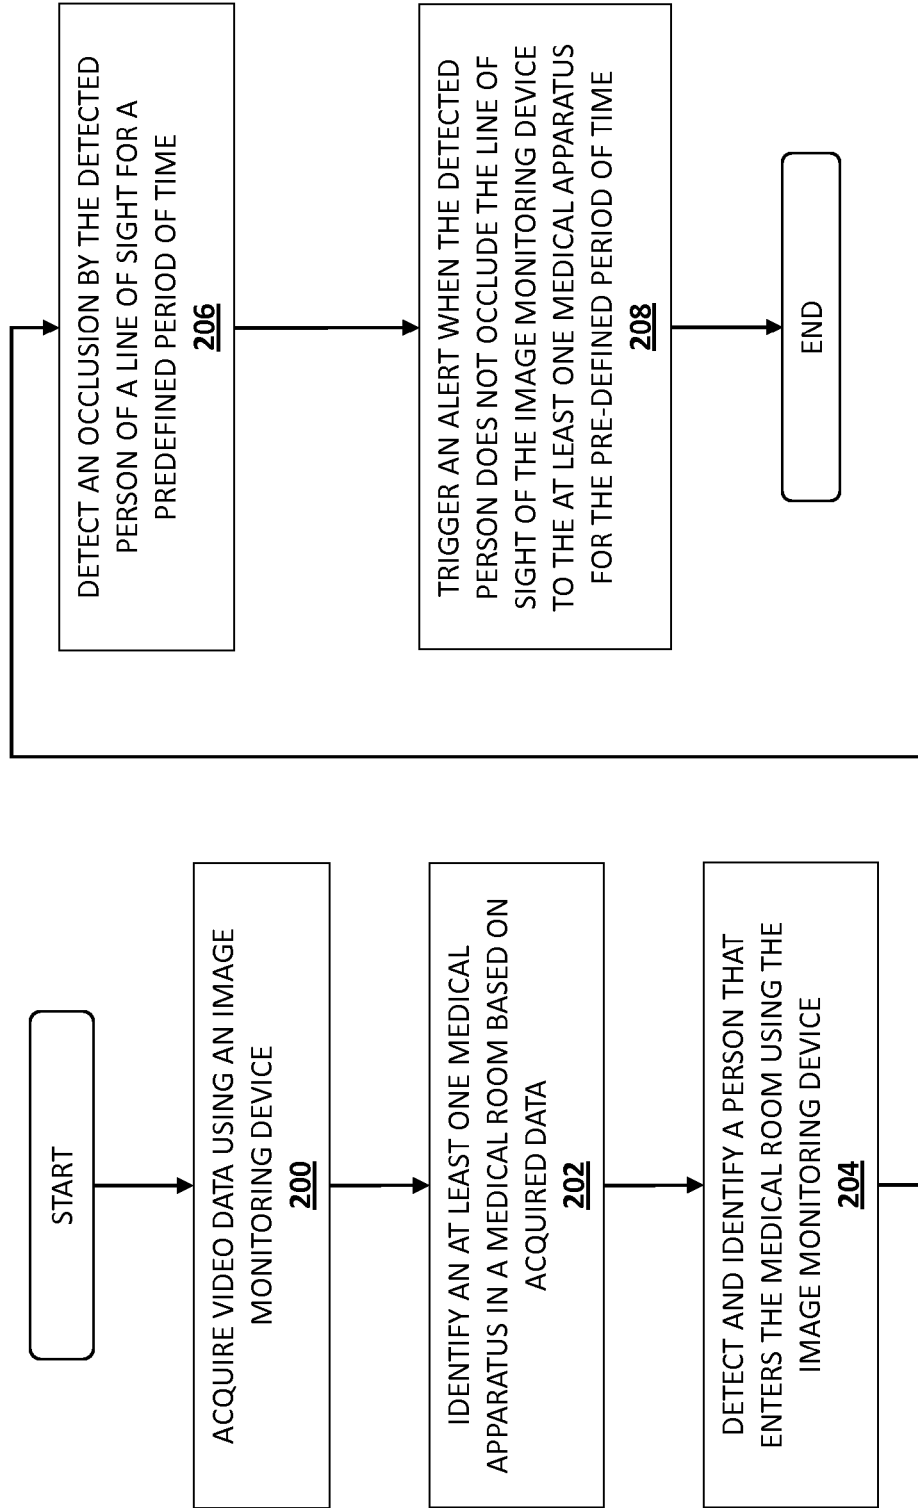 START
ACQUIRE VIDEO DATA USING AN IMAGE
MONITORING DEVICE
200
IDENTIFY AN AT LEAST ONE MEDICAL
APPARATUS IN A MEDICAL ROOM BASED ON
ACQUIRED DATA
202
DETECT AND IDENTIFY A PERSON THAT
ENTERS THE MEDICAL ROOM USING THE
IMAGE MONITORING DEVICE
204
DETECT AN OCCLUSION BY THE DETECTED
PERSON OF A LINE OF SIGHT FOR A
PREDEFINED PERIOD OF TIME
206
TRIGGER AN ALERT WHEN THE DETECTED
PERSON DOES NOT OCCLUDE THE LINE OF
SIGHT OF THE IMAGE MONITORING DEVICE
TO THE AT LEAST ONE MEDICAL APPARATUS
FOR THE PRE-DEFINED PERIOD OF TIME
208
END